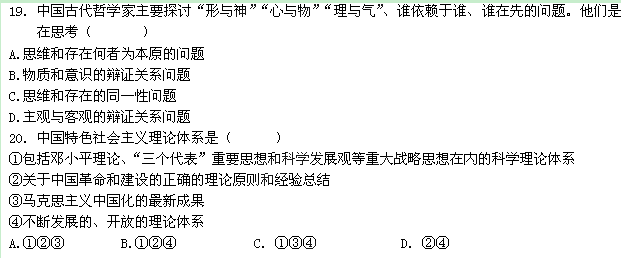 19. 中国古代哲学家主要探讨“形与神”“心与物”“理与气”、谁依赖于谁、谁在先的问题。他们是
在思考（　　）
A.思维和存在何者为本原的问题
B.物质和意识的辩证关系问题
C.思维和存在的同一性问题
D.主观与客观的辩证关系问题
20. 中国特色社会主义理论体系是（　　）
①包括邓小平理论、“三个代表”重要思想和科学发展观等重大战略思想在内的科学理论体系
②关于中国革命和建设的正确的理论原则和经验总结
③马克思主义中国化的最新成果
④不断发展的、开放的理论体系
A.①②③　　B.①②④　　C. ①③④　　D. ②④